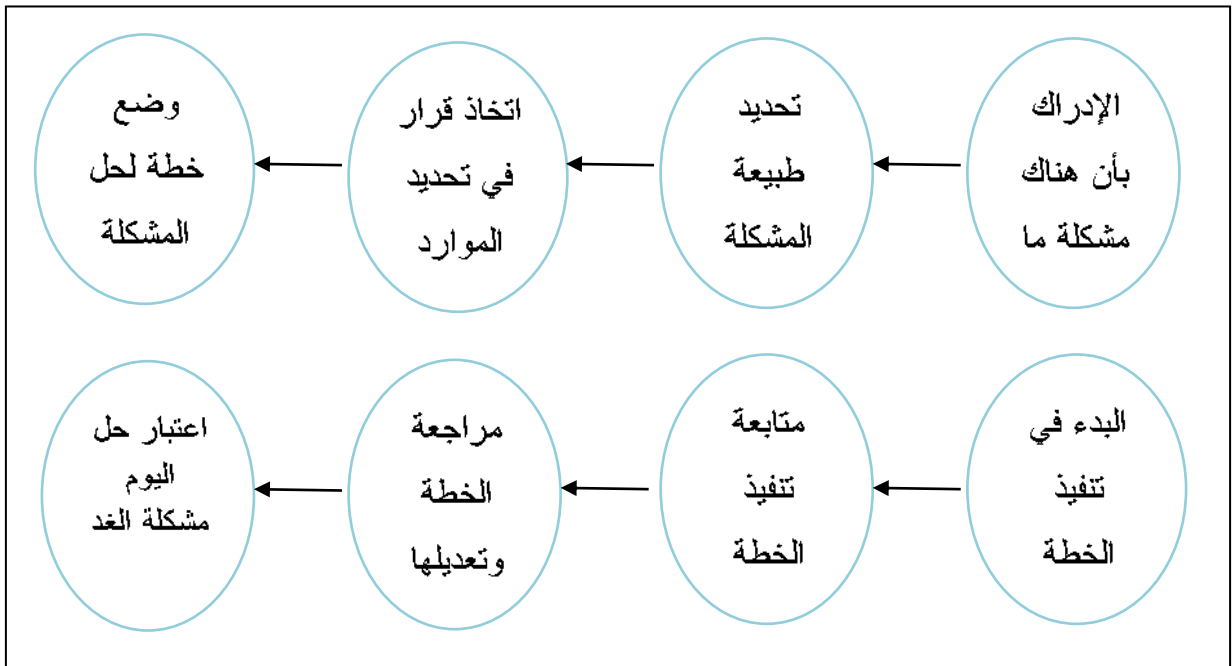 الإدراك
بأن هناك
مشكلة ما
تحديد
طبيعة
المشكلة
اتخاذ قرار
في تحديد
الموارد
وضع
خطة لحل
المشكلة
البدء في
تنفيذ
الخطة
متابعة
تنفيذ
الخطة
مراجعة
الخطة
وتعديلها
اعتبار حل
اليوم
مشكلة الغد